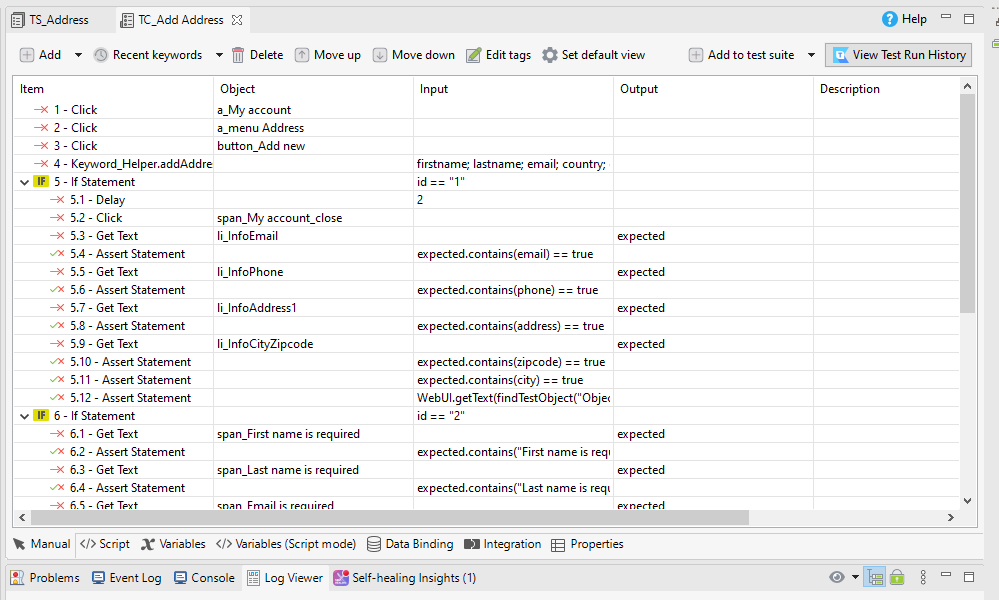 TS_Address TC_Add Address Help
Add Recent keywords Delete Move up Move down Edit tags Set default view Add to test suite View Test Run History
Item Object Input Output Description
1 - Click a_My account
2 - Click a_menu Address
3 - Click button_Add new
4 - Keyword_Helper.addAddre firstname; lastname; email; country;
IF 5 - If Statement id == "1"
5.1 - Delay 2
5.2 - Click span_My account_close
5.3 - Get Text li_InfoEmail expected
5.4 - Assert Statement expected.contains(email) == true
5.5 - Get Text li_InfoPhone expected
5.6 - Assert Statement expected.contains(phone) == true
5.7 - Get Text li_InfoAddress1 expected
5.8 - Assert Statement expected.contains(address) == true
5.9 - Get Text li_InfoCityZipcode expected
5.10 - Assert Statement expected.contains(zipcode) == true
5.11 - Assert Statement expected.contains(city) == true
5.12 - Assert Statement WebUI.getText(findTestObject("Objec
IF 6 - If Statement id == "2"
6.1 - Get Text span_First name is required expected
6.2 - Assert Statement expected.contains("First name is requ
6.3 - Get Text span_Last name is required expected
6.4 - Assert Statement expected.contains("Last name is requ
6.5 - Get Text span_Email is required expected
Manual </> Script Variables </> Variables (Script mode) Data Binding Integration Properties
Problems Event Log Console Log Viewer Self-healing Insights (1)